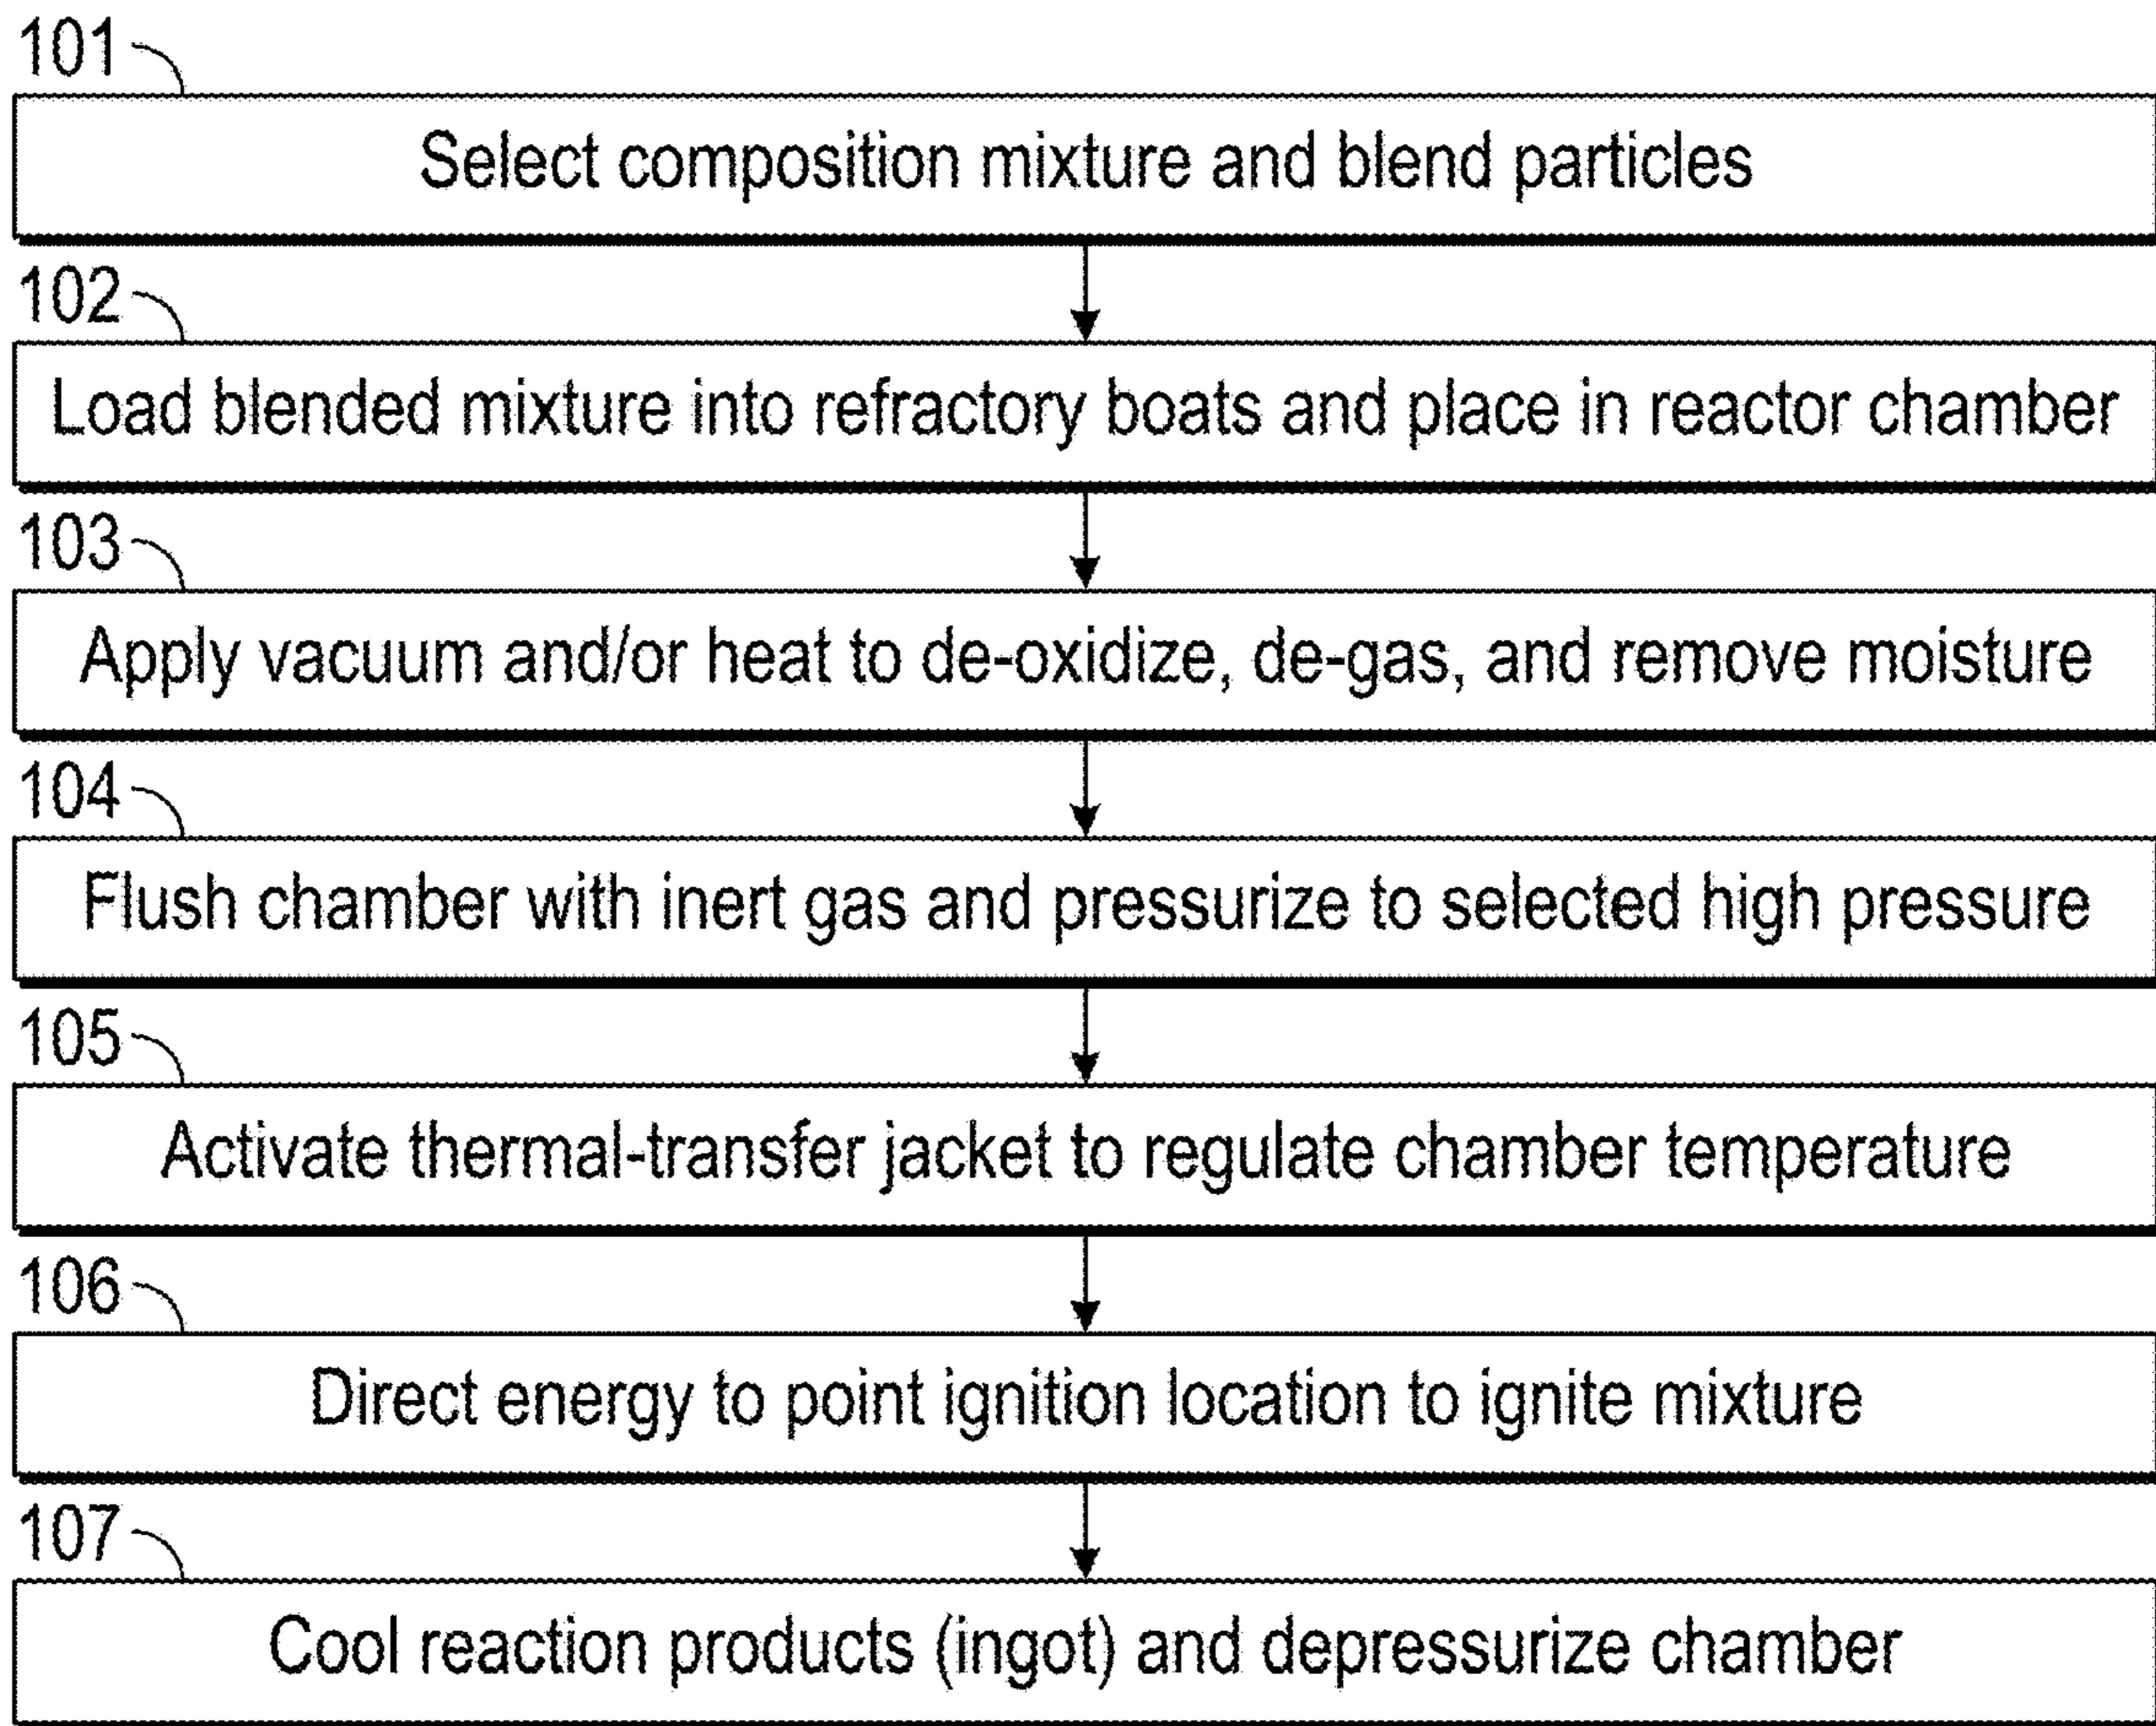 101
Select composition mixture and blend particles
102
Load blended mixture into refractory boats and place in reactor chamber
103
Apply vacuum and/or heat to de-oxidize, de-gas, and remove moisture
104
Flush chamber with inert gas and pressurize to selected high pressure
105
Activate thermal-transfer jacket to regulate chamber temperature
106
Direct energy to point ignition location to ignite mixture
107
Cool reaction products (ingot) and depressurize chamber